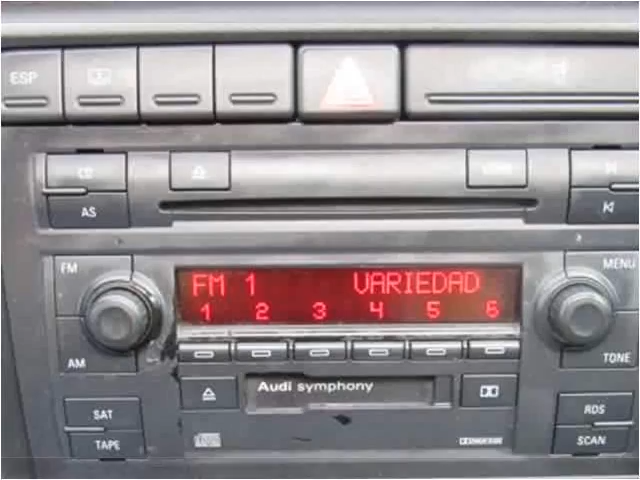 ESP
CD
AS
FM
MENU
FM 1 VARIEDAD
1 2 3 4 5 6
AM
TONE
Audi symphony
SAT
RDS
TAPE
SCAN